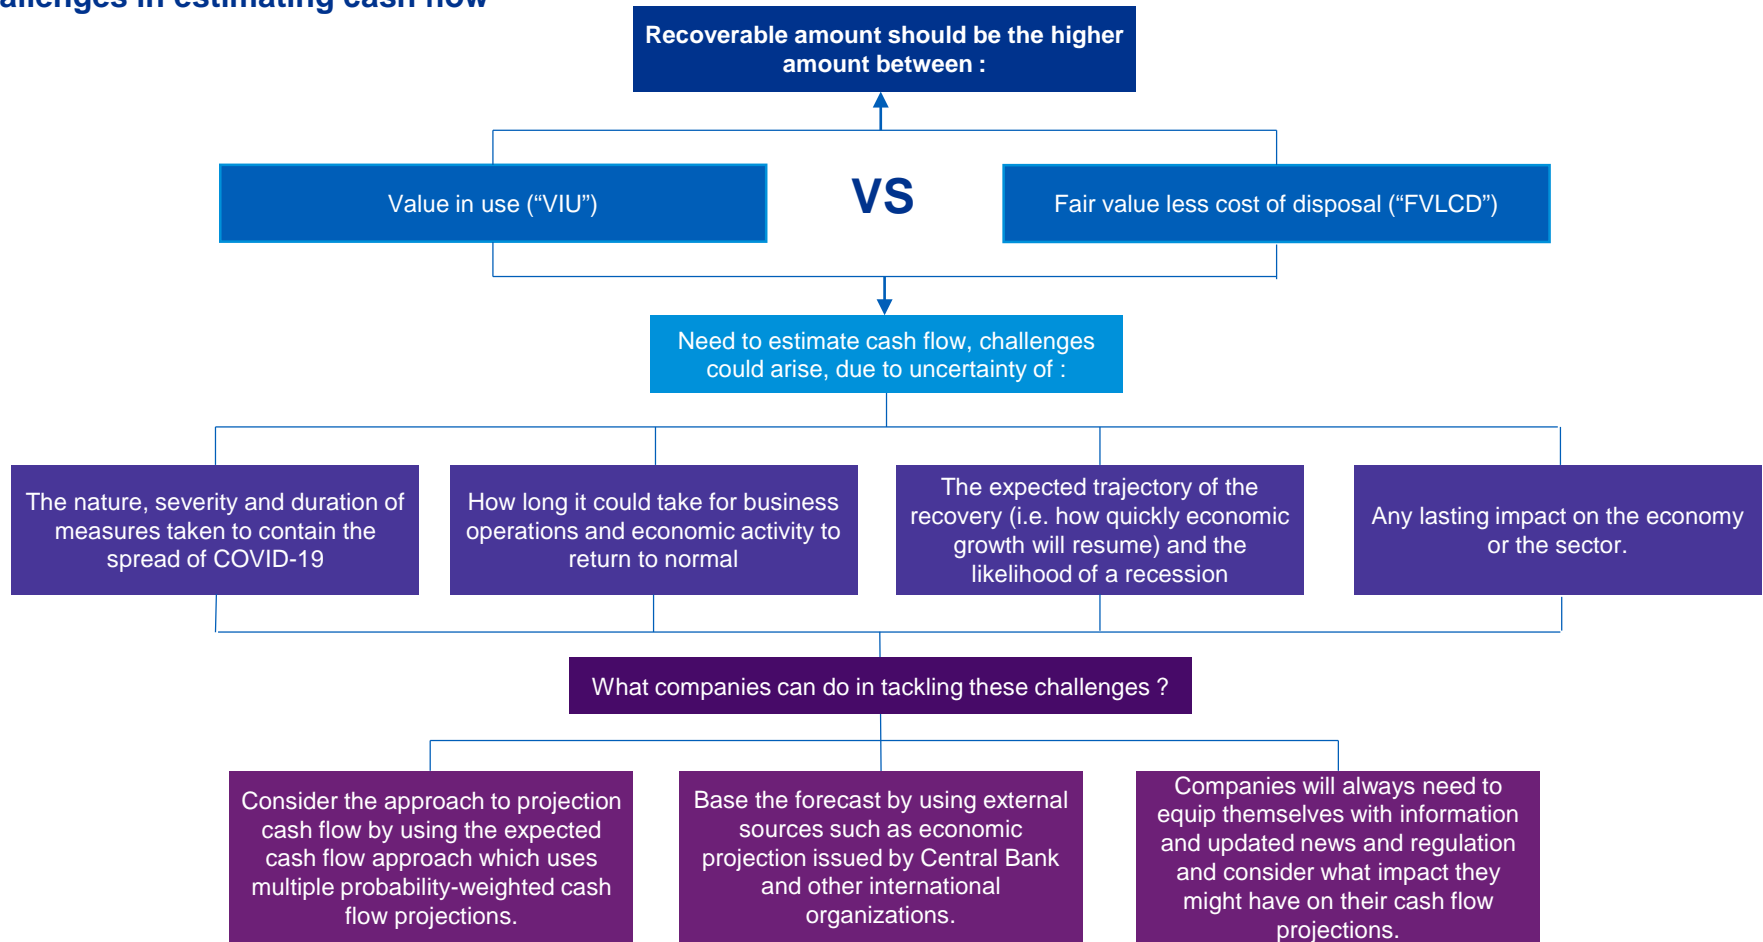 allenges in estimating cash flow
Recoverable amount should be the higher
amount between :
Value in use (“VIU”)
VS
Fair value less cost of disposal (“FVLCD”)
Need to estimate cash flow, challenges
could arise, due to uncertainty of :
The nature, severity and duration of
measures taken to contain the
spread of COVID-19
How long it could take for business
operations and economic activity to
return to normal
The expected trajectory of the
recovery (i.e. how quickly economic
growth will resume) and the
likelihood of a recession
Any lasting impact on the economy
or the sector.
What companies can do in tackling these challenges ?
Consider the approach to projection
cash flow by using the expected
cash flow approach which uses
multiple probability-weighted cash
flow projections.
Base the forecast by using external
sources such as economic
projection issued by Central Bank
and other international
organizations.
Companies will always need to
equip themselves with information
and updated news and regulation
and consider what impact they
might have on their cash flow
projections.